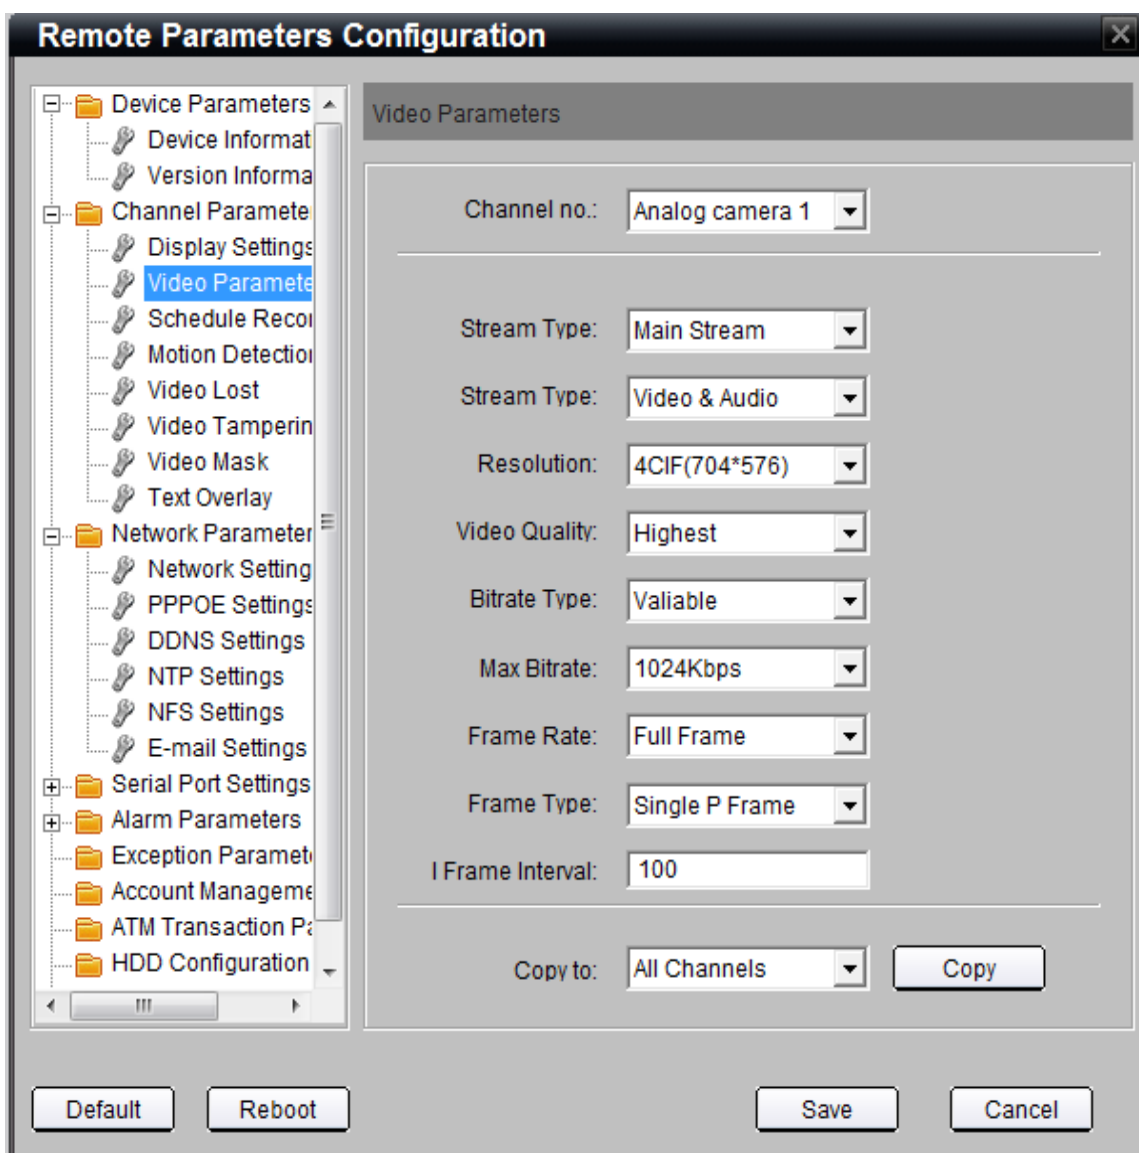 Remote Parameters Configuration
Device Parameters
Device Informati
Version Informa
Channel Paramete
Display Settings
Video Paramete
Schedule Recor
Motion Detection
Video Lost
Video Tamperin
Video Mask
Text Overlay
Network Parameter
Network Setting
PPPOE Settings
DDNS Settings
NTP Settings
NFS Settings
E-mail Settings
Serial Port Settings
Alarm Parameters
Exception Paramete
Account Manageme
ATM Transaction Pa
HDD Configuration
Video Parameters
Channel no.: Analog camera 1
Stream Type: Main Stream
Stream Type: Video & Audio
Resolution: 4CIF(704*576)
Video Quality: Highest
Bitrate Type: Valiable
Max Bitrate: 1024Kbps
Frame Rate: Full Frame
Frame Type: Single P Frame
I Frame Interval: 100
Copy to: All Channels Copy
Default Reboot Save Cancel